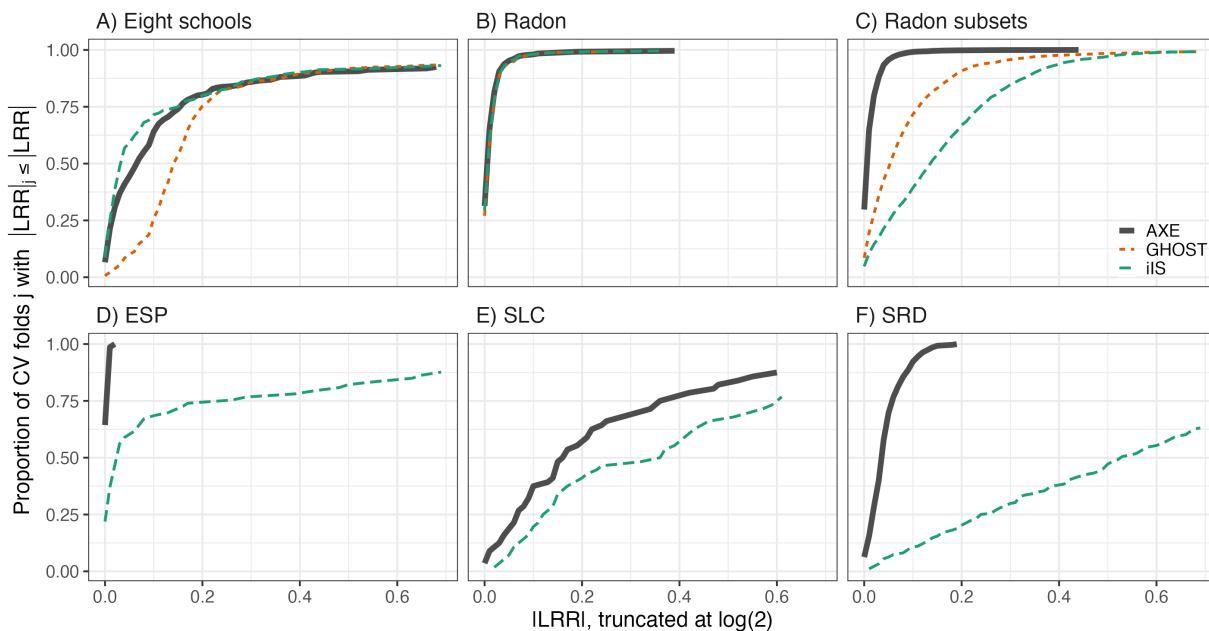 A) Eight schools
B) Radon
C) Radon subsets
1.00
0.75
0.50
0.25
0.00
AXE
GHOST
iIS
D) ESP
E) SLC
F) SRD
1.00
0.75
0.50
0.25
0.00
0.0 0.2 0.4 0.6
0.0 0.2 0.4 0.6
0.0 0.2 0.4 0.6
|LRR|, truncated at log(2)
Proportion of CV folds j with |LRR|j ≤ |LRR|